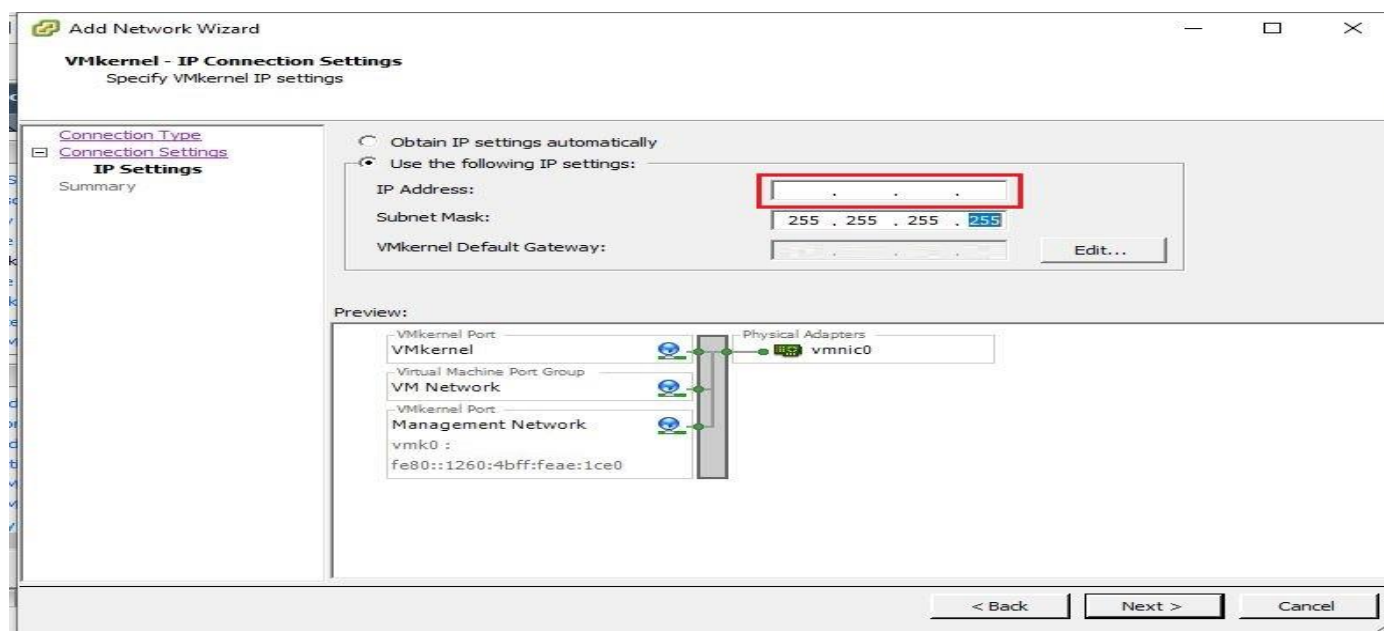 Add Network Wizard
VMkernel - IP Connection Settings
Specify VMkernel IP settings
Connection Type
Connection Settings
IP Settings
Summary
Obtain IP settings automatically
Use the following IP settings:
IP Address: . . .
Subnet Mask: 255 . 255 . 255 . 255
VMkernel Default Gateway: . . .
Edit...
Preview:
VMkernel Port
VMkernel
Physical Adapters
vmnic0
Virtual Machine Port Group
VM Network
VMkernel Port
Management Network
vmk0 :
fe80::1260:4bff:feae:1ce0
< Back
Next >
Cancel